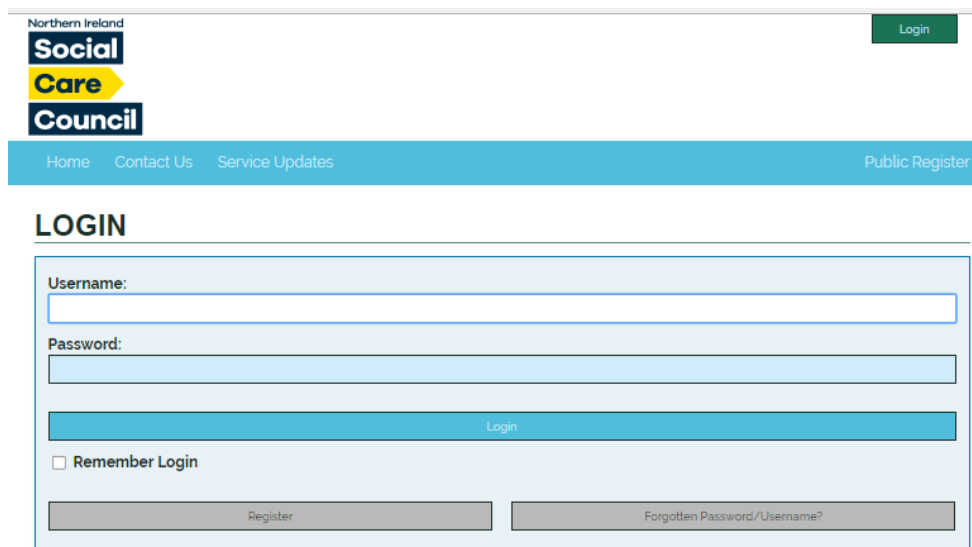 Northern Ireland
Social
Care
Council
Login
Home Contact Us Service Updates Public Register
LOGIN
Username:
Password:
Login
Remember Login
Register Forgotten Password/Username?